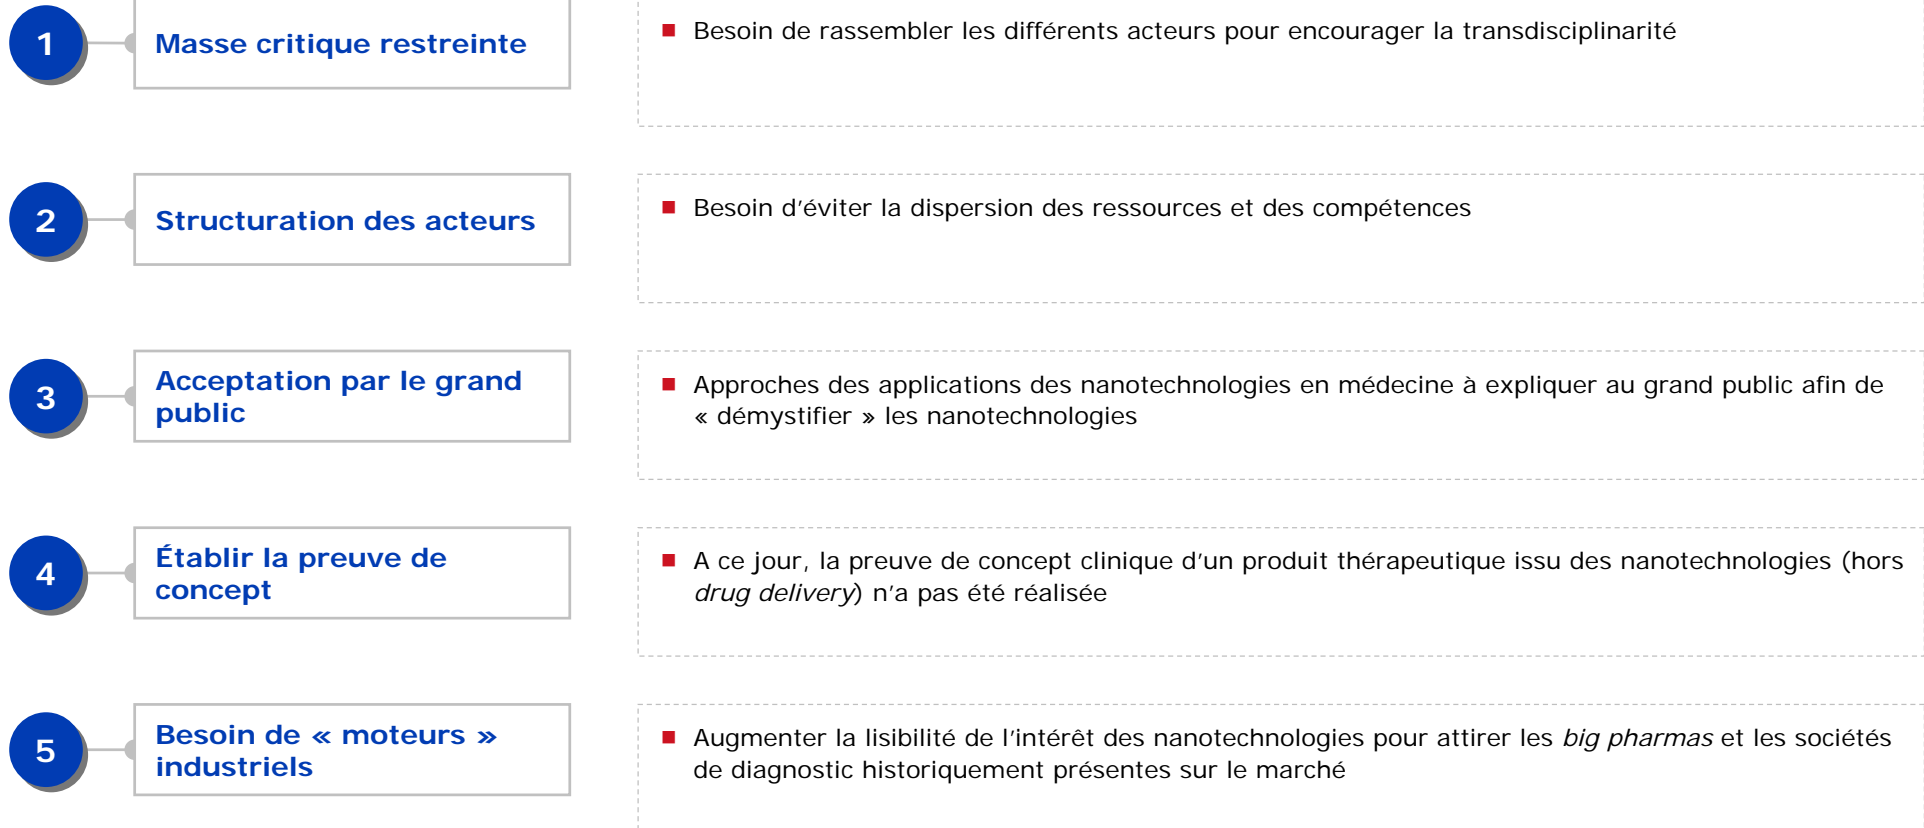 1
Masse critique restreinte
Besoin de rassembler les différents acteurs pour encourager la transdisciplinarité
2
Structuration des acteurs
Besoin d’éviter la dispersion des ressources et des compétences
3
Acceptation par le grand
public
Approches des applications des nanotechnologies en médecine à expliquer au grand public afin de
« démystifier » les nanotechnologies
4
Établir la preuve de
concept
A ce jour, la preuve de concept clinique d’un produit thérapeutique issu des nanotechnologies (hors
drug delivery) n’a pas été réalisée
5
Besoin de « moteurs »
industriels
Augmenter la lisibilité de l’intérêt des nanotechnologies pour attirer les big pharmas et les sociétés
de diagnostic historiquement présentes sur le marché